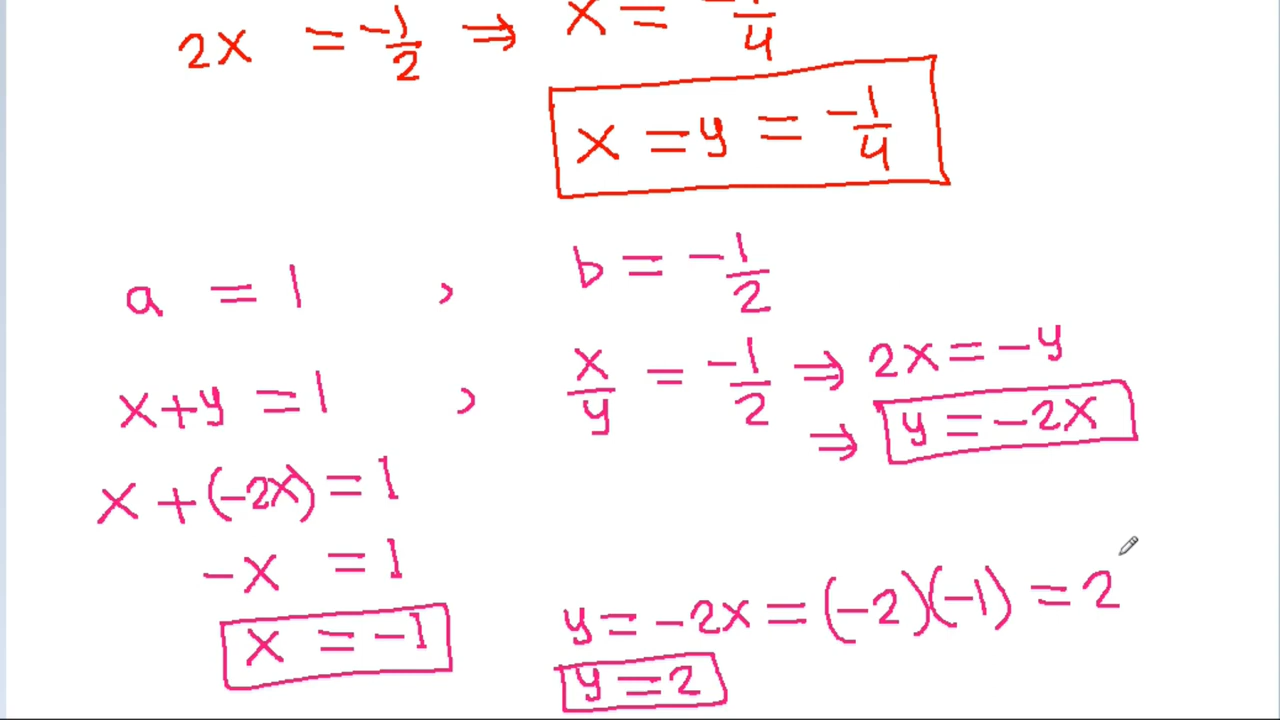 2x = -1/2 ⇒ x = -1/4
x = y = -1/4
a = 1 , b = -1/2
x+y = 1 , x/y = -1/2 ⇒ 2x = -y
⇒ y = -2x
x + (-2x) = 1
-x = 1
x = -1
y = -2x = (-2)(-1) = 2
y = 2